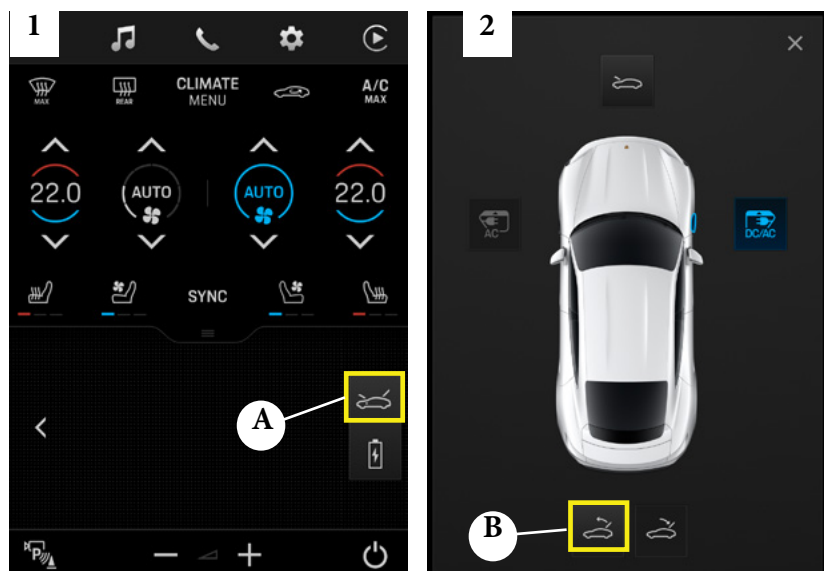 1
MAX
REAR
CLIMATE
MENU
A/C
MAX
22.0
AUTO
AUTO
22.0
SYNC
A
P
2
AC
DC/AC
B